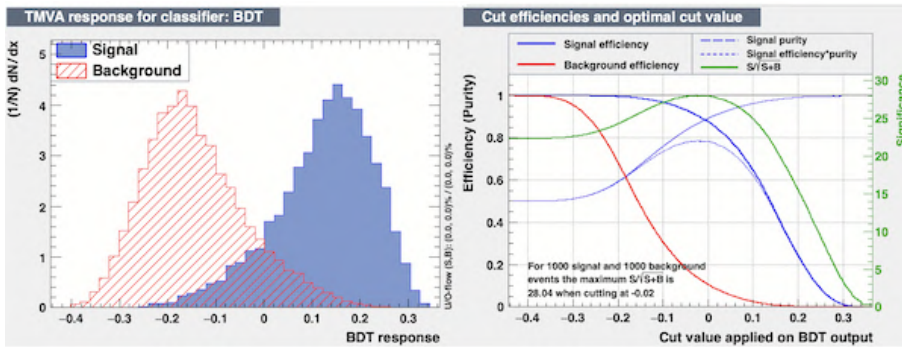 TMVA response for classifier: BDT
(1/N) dN/dx
Signal
Background
5
4
3
2
1
0
−0.4 −0.3 −0.2 −0.1 0 0.1 0.2 0.3
BDT response
U/O-flow (S,B): (0.0, 0.0)% / (0.0, 0.0)%
Cut efficiencies and optimal cut value
Signal efficiency
Background efficiency
Signal purity
Signal efficiency*purity
S/√S+B
Efficiency (Purity)
1
0.8
0.6
0.4
0.2
0
30
25
20
15
10
5
0
Significance
For 1000 signal and 1000 background
events the maximum S/√S+B is
28.04 when cutting at -0.02
−0.4 −0.3 −0.2 −0.1 0 0.1 0.2 0.3
Cut value applied on BDT output